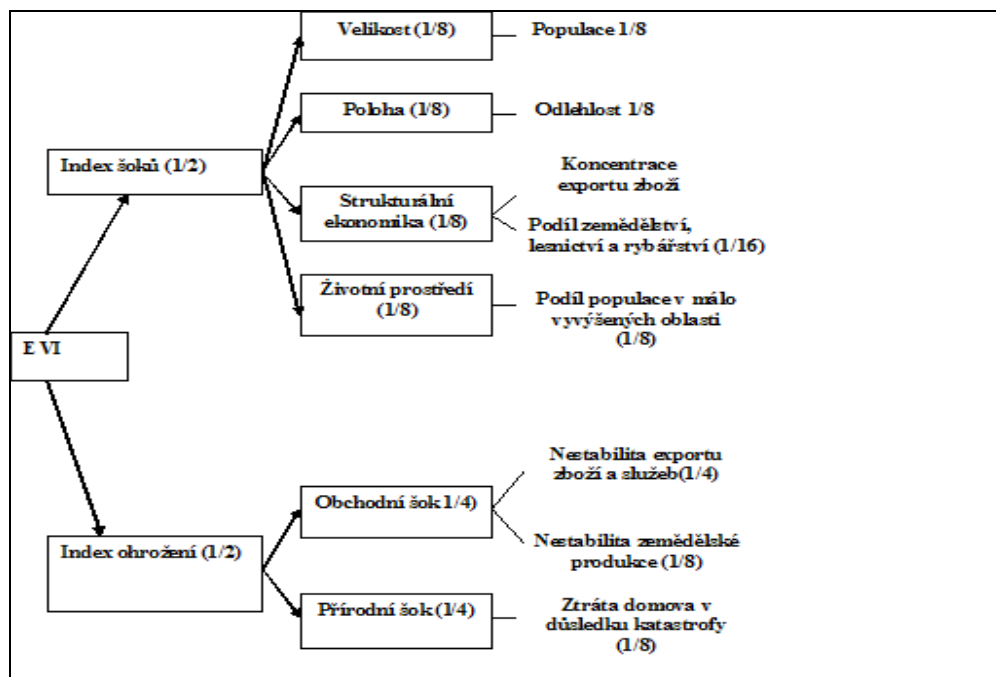 Velikost (1/8)
Populace 1/8
Poloha (1/8)
Odlehlost 1/8
Index šoků (1/2)
Koncentrace
exportu zboží
Strukturální
ekonomika (1/8)
Podíl zemědělství,
lesnictví a rybářství (1/16)
Životní prostředí
(1/8)
Podíl populace v málo
vyvýšených oblasti
(1/8)
EVI
Nestabilita exportu
zboží a služeb(1/4)
Obchodní šok 1/4)
Index ohrožení (1/2)
Nestabilita zemědělské
produkce (1/8)
Přírodní šok (1/4)
Ztráta domova v
důsledku katastrofy
(1/8)